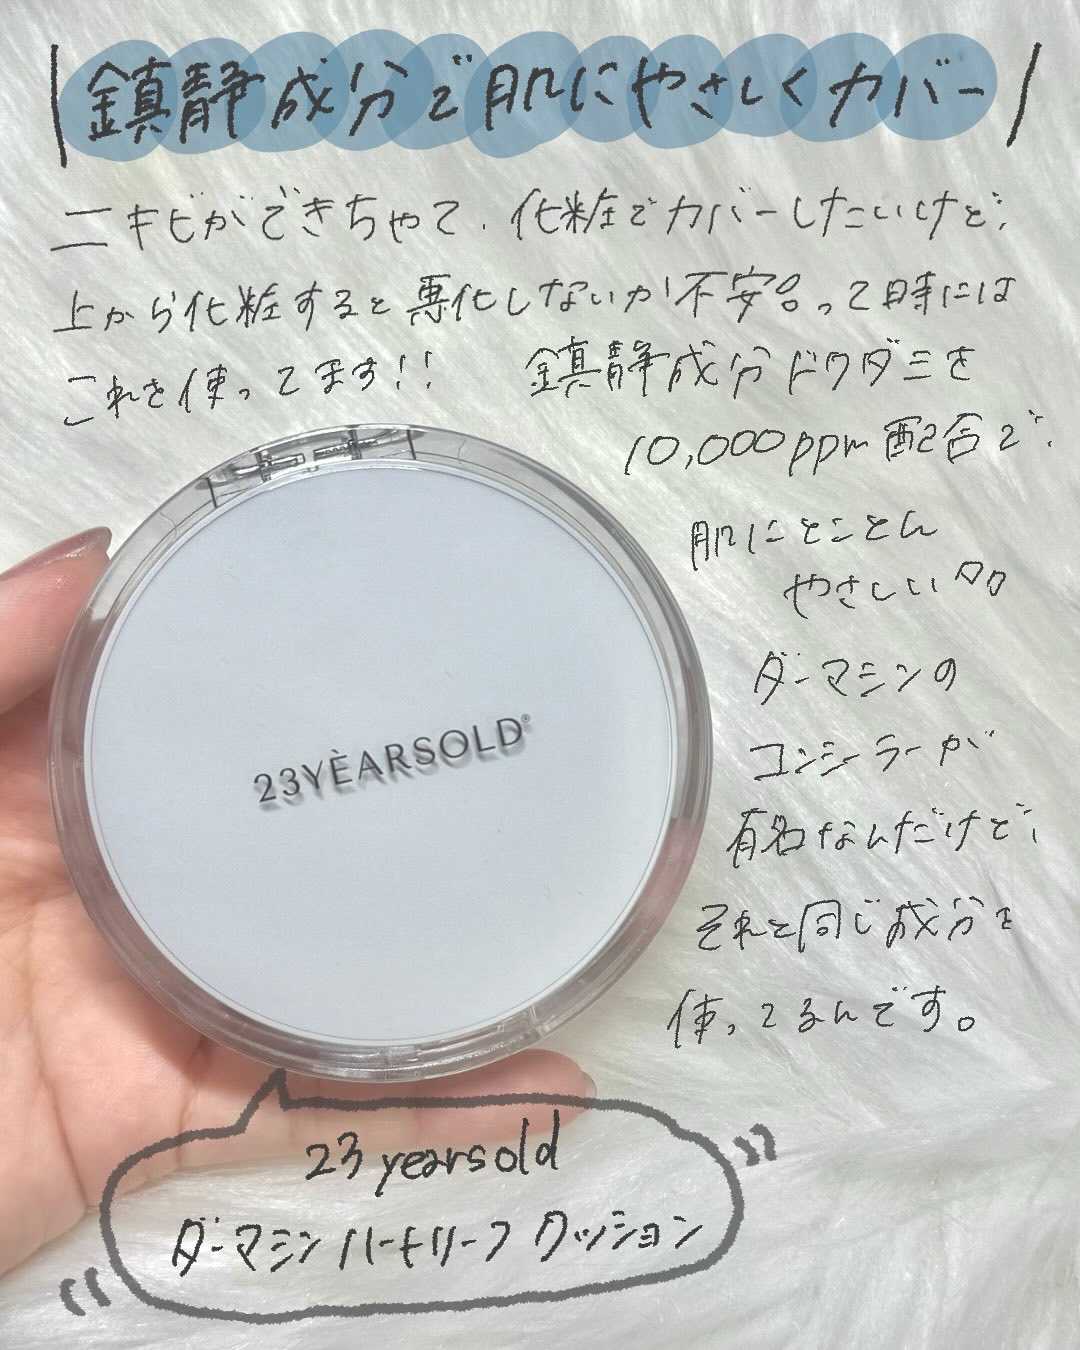 鎮静成分で肌にやさしくカバー
ニキビができちゃて、化粧でカバーしたいけど、
上から化粧すると悪化しないか不安。って時には
これを使ってます!!
鎮静成分ドクダミを
10,000ppm配合で、
肌にとことん
やさしい
ダーマシンの
コンシーラーが
有名なんだけど、
それと同じ成分を
使ってるんです。
23YÈARSOLD®
23 yearsold
ダーマシン ハートリーフ クッション